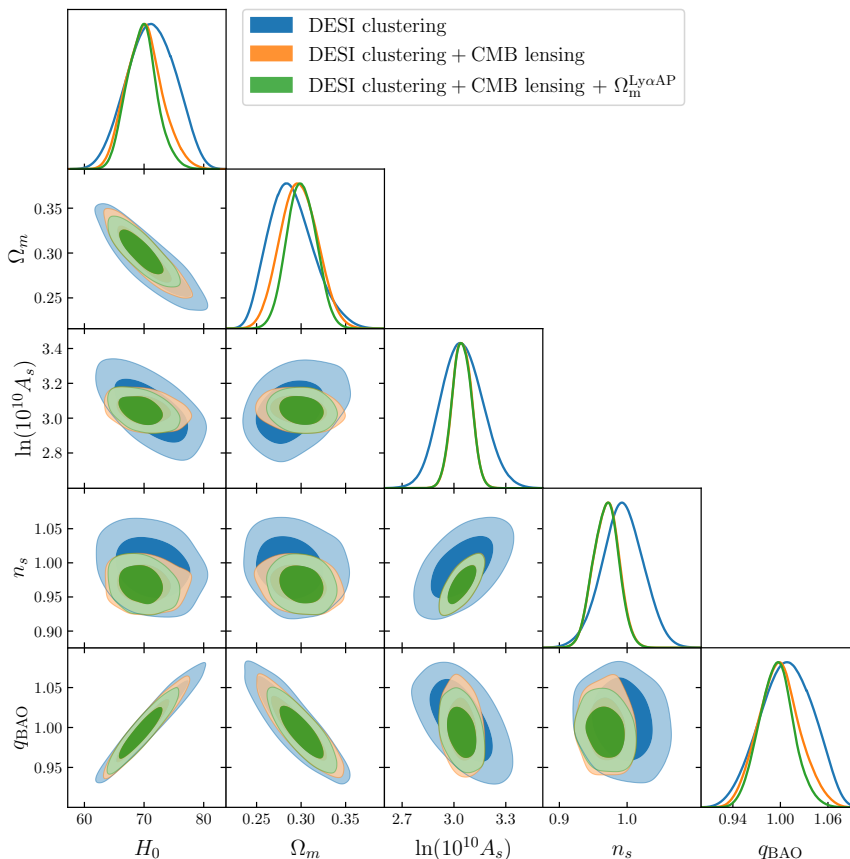 DESI clustering
DESI clustering + CMB lensing
DESI clustering + CMB lensing + Ω_m^{LyαAP}
0.35
0.30
0.25
Ω_m
3.4
3.2
3.0
2.8
ln(10^{10}A_s)
1.05
1.00
0.95
0.90
n_s
1.05
1.00
0.95
q_BAO
60 70 80
0.25 0.30 0.35
2.7 3.0 3.3
0.9 1.0
0.94 1.00 1.06
H_0
Ω_m
ln(10^{10}A_s)
n_s
q_BAO